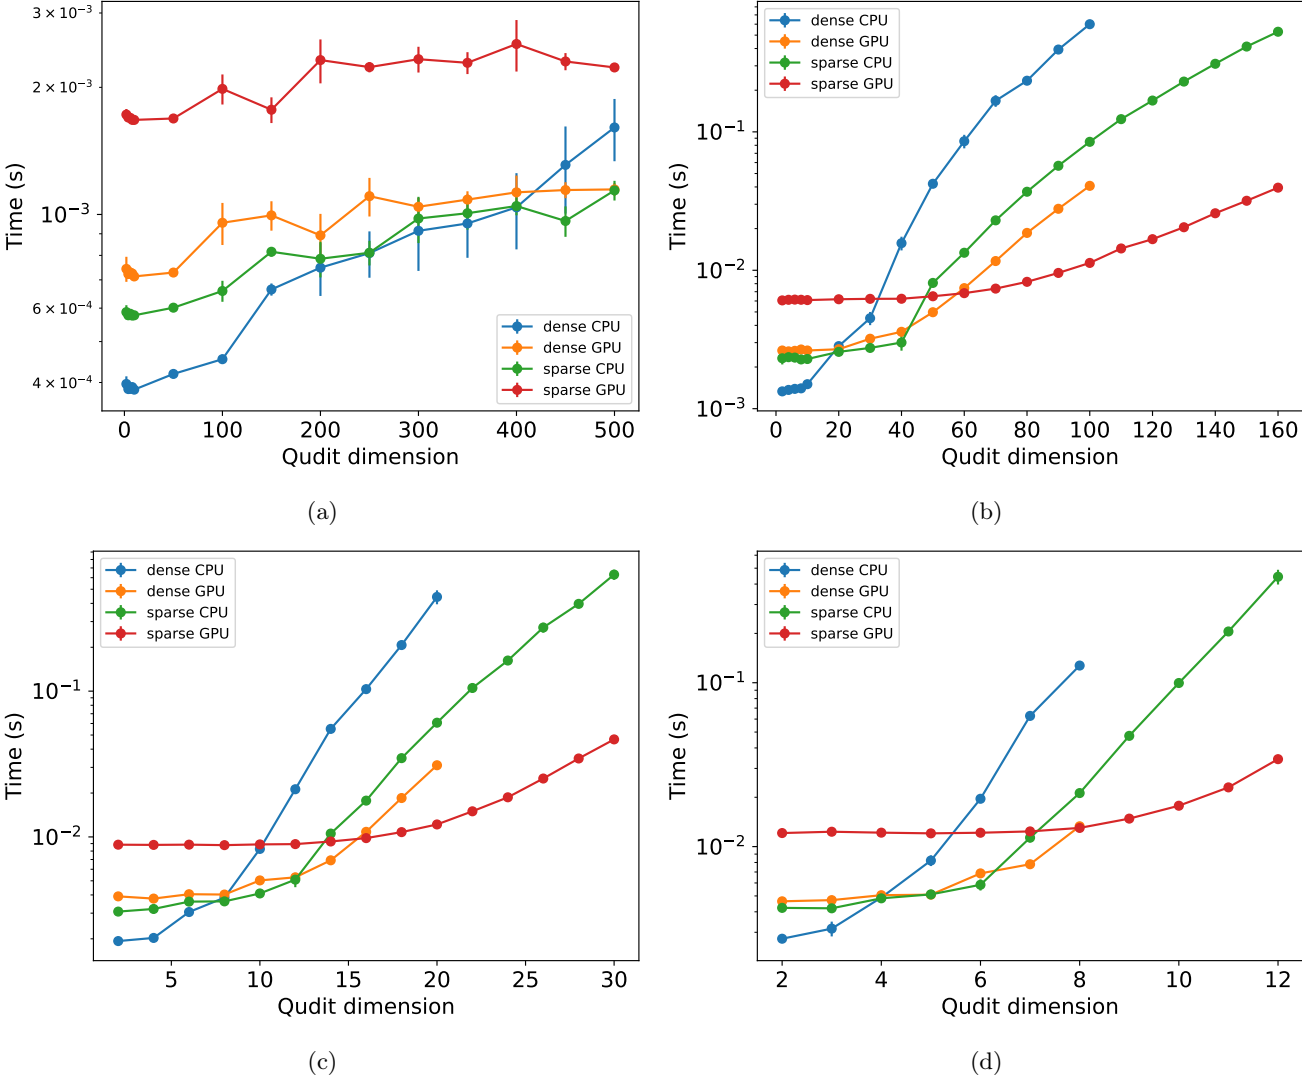 3 × 10⁻³
2 × 10⁻³
10⁻³
6 × 10⁻⁴
4 × 10⁻⁴
Time (s)
dense CPU
dense GPU
sparse CPU
sparse GPU
0 100 200 300 400 500
Qudit dimension
(a)
dense CPU
dense GPU
sparse CPU
sparse GPU
10⁻¹
10⁻²
10⁻³
Time (s)
0 20 40 60 80 100 120 140 160
Qudit dimension
(b)
dense CPU
dense GPU
sparse CPU
sparse GPU
10⁻¹
10⁻²
Time (s)
5 10 15 20 25 30
Qudit dimension
(c)
dense CPU
dense GPU
sparse CPU
sparse GPU
10⁻¹
10⁻²
Time (s)
2 4 6 8 10 12
Qudit dimension
(d)